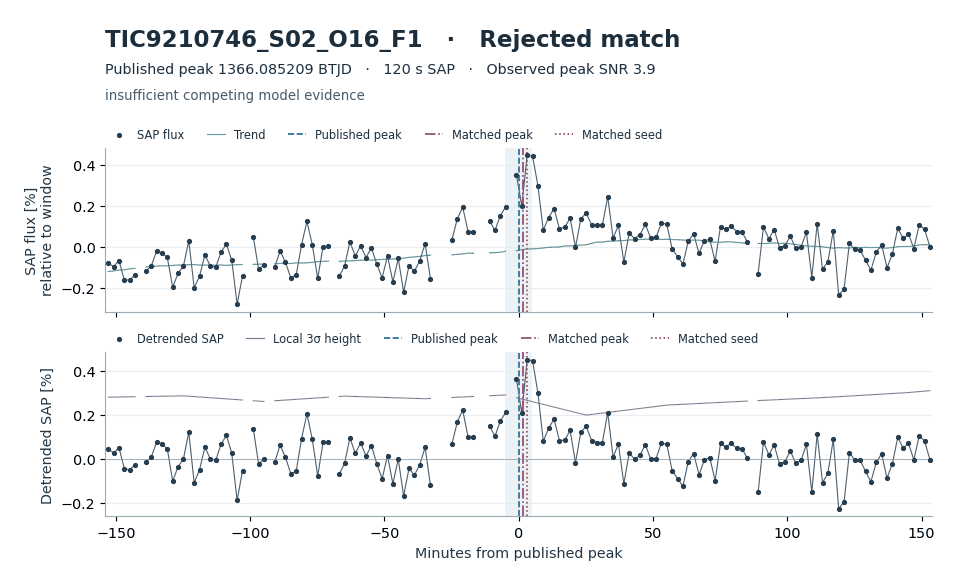 TIC9210746_S02_O16_F1 · Rejected match
Published peak 1366.085209 BTJD · 120 s SAP · Observed peak SNR 3.9
insufficient competing model evidence
SAP flux Trend Published peak Matched peak Matched seed
SAP flux [%]
relative to window
0.4
0.2
0.0
−0.2
Detrended SAP Local 3σ height Published peak Matched peak Matched seed
Detrended SAP [%]
0.4
0.2
0.0
−0.2
−150 −100 −50 0 50 100 150
Minutes from published peak